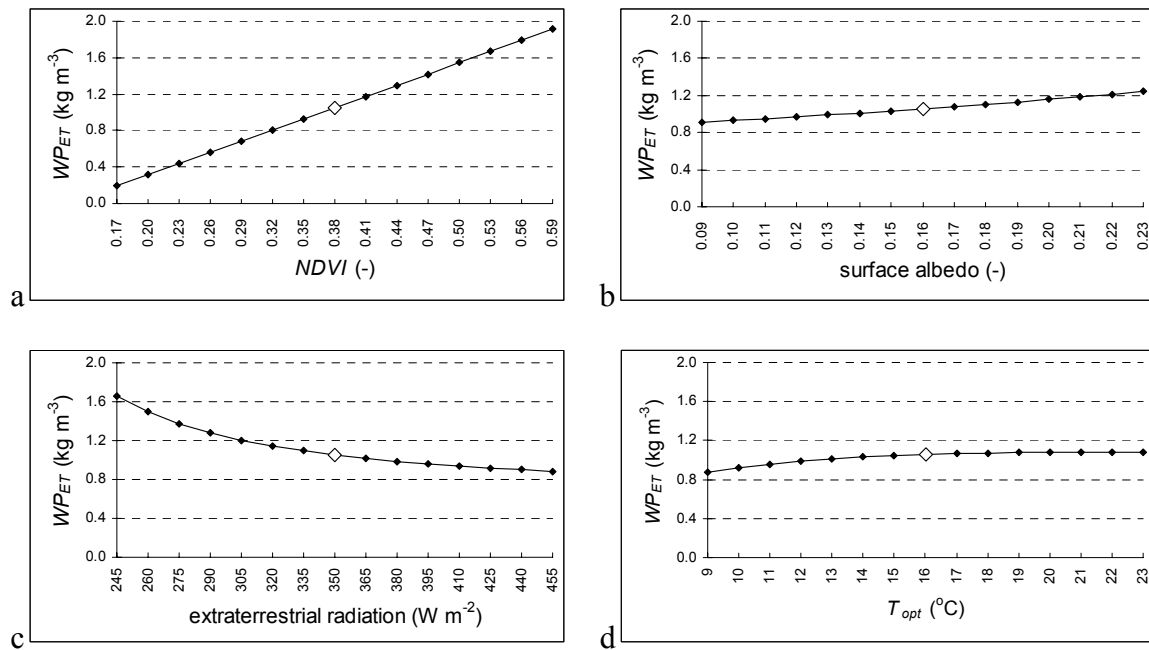 2.0
1.6
1.2
0.8
0.4
0.0
WP_ET (kg m⁻³)
0.17 0.20 0.23 0.26 0.29 0.32 0.35 0.38 0.41 0.44 0.47 0.50 0.53 0.56 0.59
NDVI (-)
a
2.0
1.6
1.2
0.8
0.4
0.0
WP_ET (kg m⁻³)
0.09 0.10 0.11 0.12 0.13 0.14 0.15 0.16 0.17 0.18 0.19 0.20 0.21 0.22 0.23
surface albedo (-)
b
2.0
1.6
1.2
0.8
0.4
0.0
WP_ET (kg m⁻³)
245 260 275 290 305 320 335 350 365 380 395 410 425 440 455
extraterrestrial radiation (W m⁻²)
c
2.0
1.6
1.2
0.8
0.4
0.0
WP_ET (kg m⁻³)
9 10 11 12 13 14 15 16 17 18 19 20 21 22 23
T_opt (°C)
d